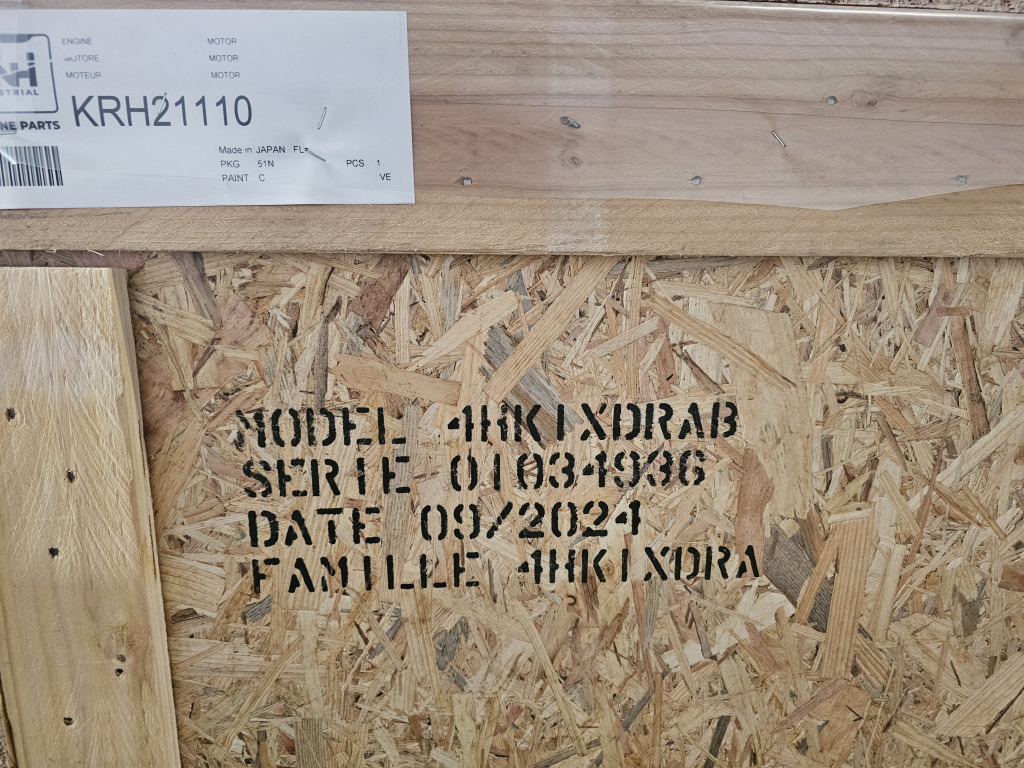 ENGINE MOTOR
MOTORE MOTOR
MOTEUR MOTOR
KRH21110
PARTS
Made in JAPAN
PKG 51N PCS 1
PAINT C VE
MODEL 4HK1XDRAB
SERIE 01034936
DATE 09/2024
FAMILLE 4HK1XDRA